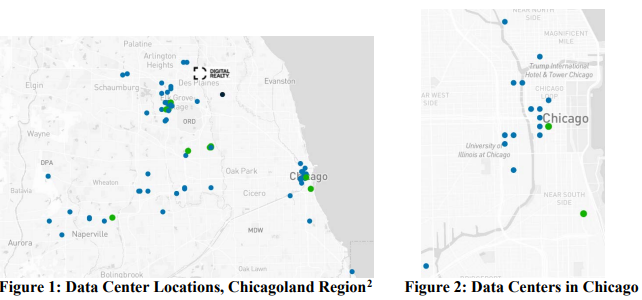 Palatine
Arlington
Heights
DIGITAL
REALTY
Des Plaines
Evanston
Schaumburg
Elgin
ORD
Wayne
DPA
Oak Park
Chicago
Batavia
Wheaton
Cicero
MDW
Naperville
Aurora
Bolingbrook
Oak Lawn
Figure 1: Data Center Locations, Chicagoland Region2
NEAR NORTH
SIDE
MAGNIFICENT
MILE
Trump International
Hotel & Tower Chicago
CHICAGO
LOOP
AR WEST
SIDE
Chicago
University of
Illinois at Chicago
NEAR SOUTH
SIDE
Figure 2: Data Centers in Chicago